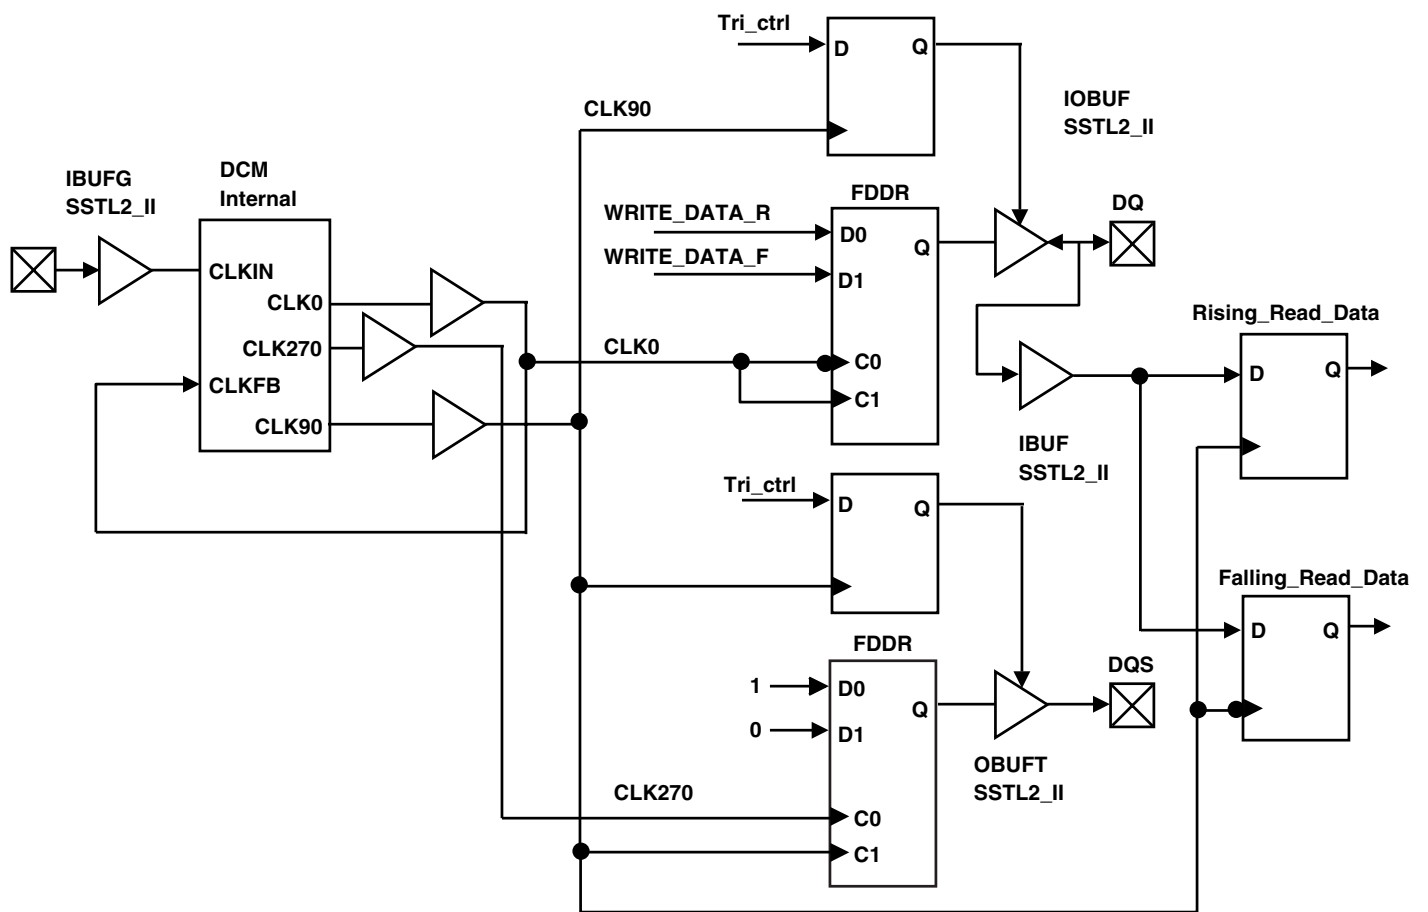 Tri_ctrl
D
Q
CLK90
IOBUF
SSTL2_II
IBUFG
SSTL2_II
DCM
Internal
CLKIN
CLK0
CLK270
CLKFB
CLK90
FDDR
WRITE_DATA_R
WRITE_DATA_F
D0
D1
Q
C0
C1
CLK0
DQ
IBUF
SSTL2_II
Rising_Read_Data
D
Q
Tri_ctrl
D
Q
Falling_Read_Data
D
Q
FDDR
1
0
D0
D1
Q
C0
C1
CLK270
DQS
OBUFT
SSTL2_II